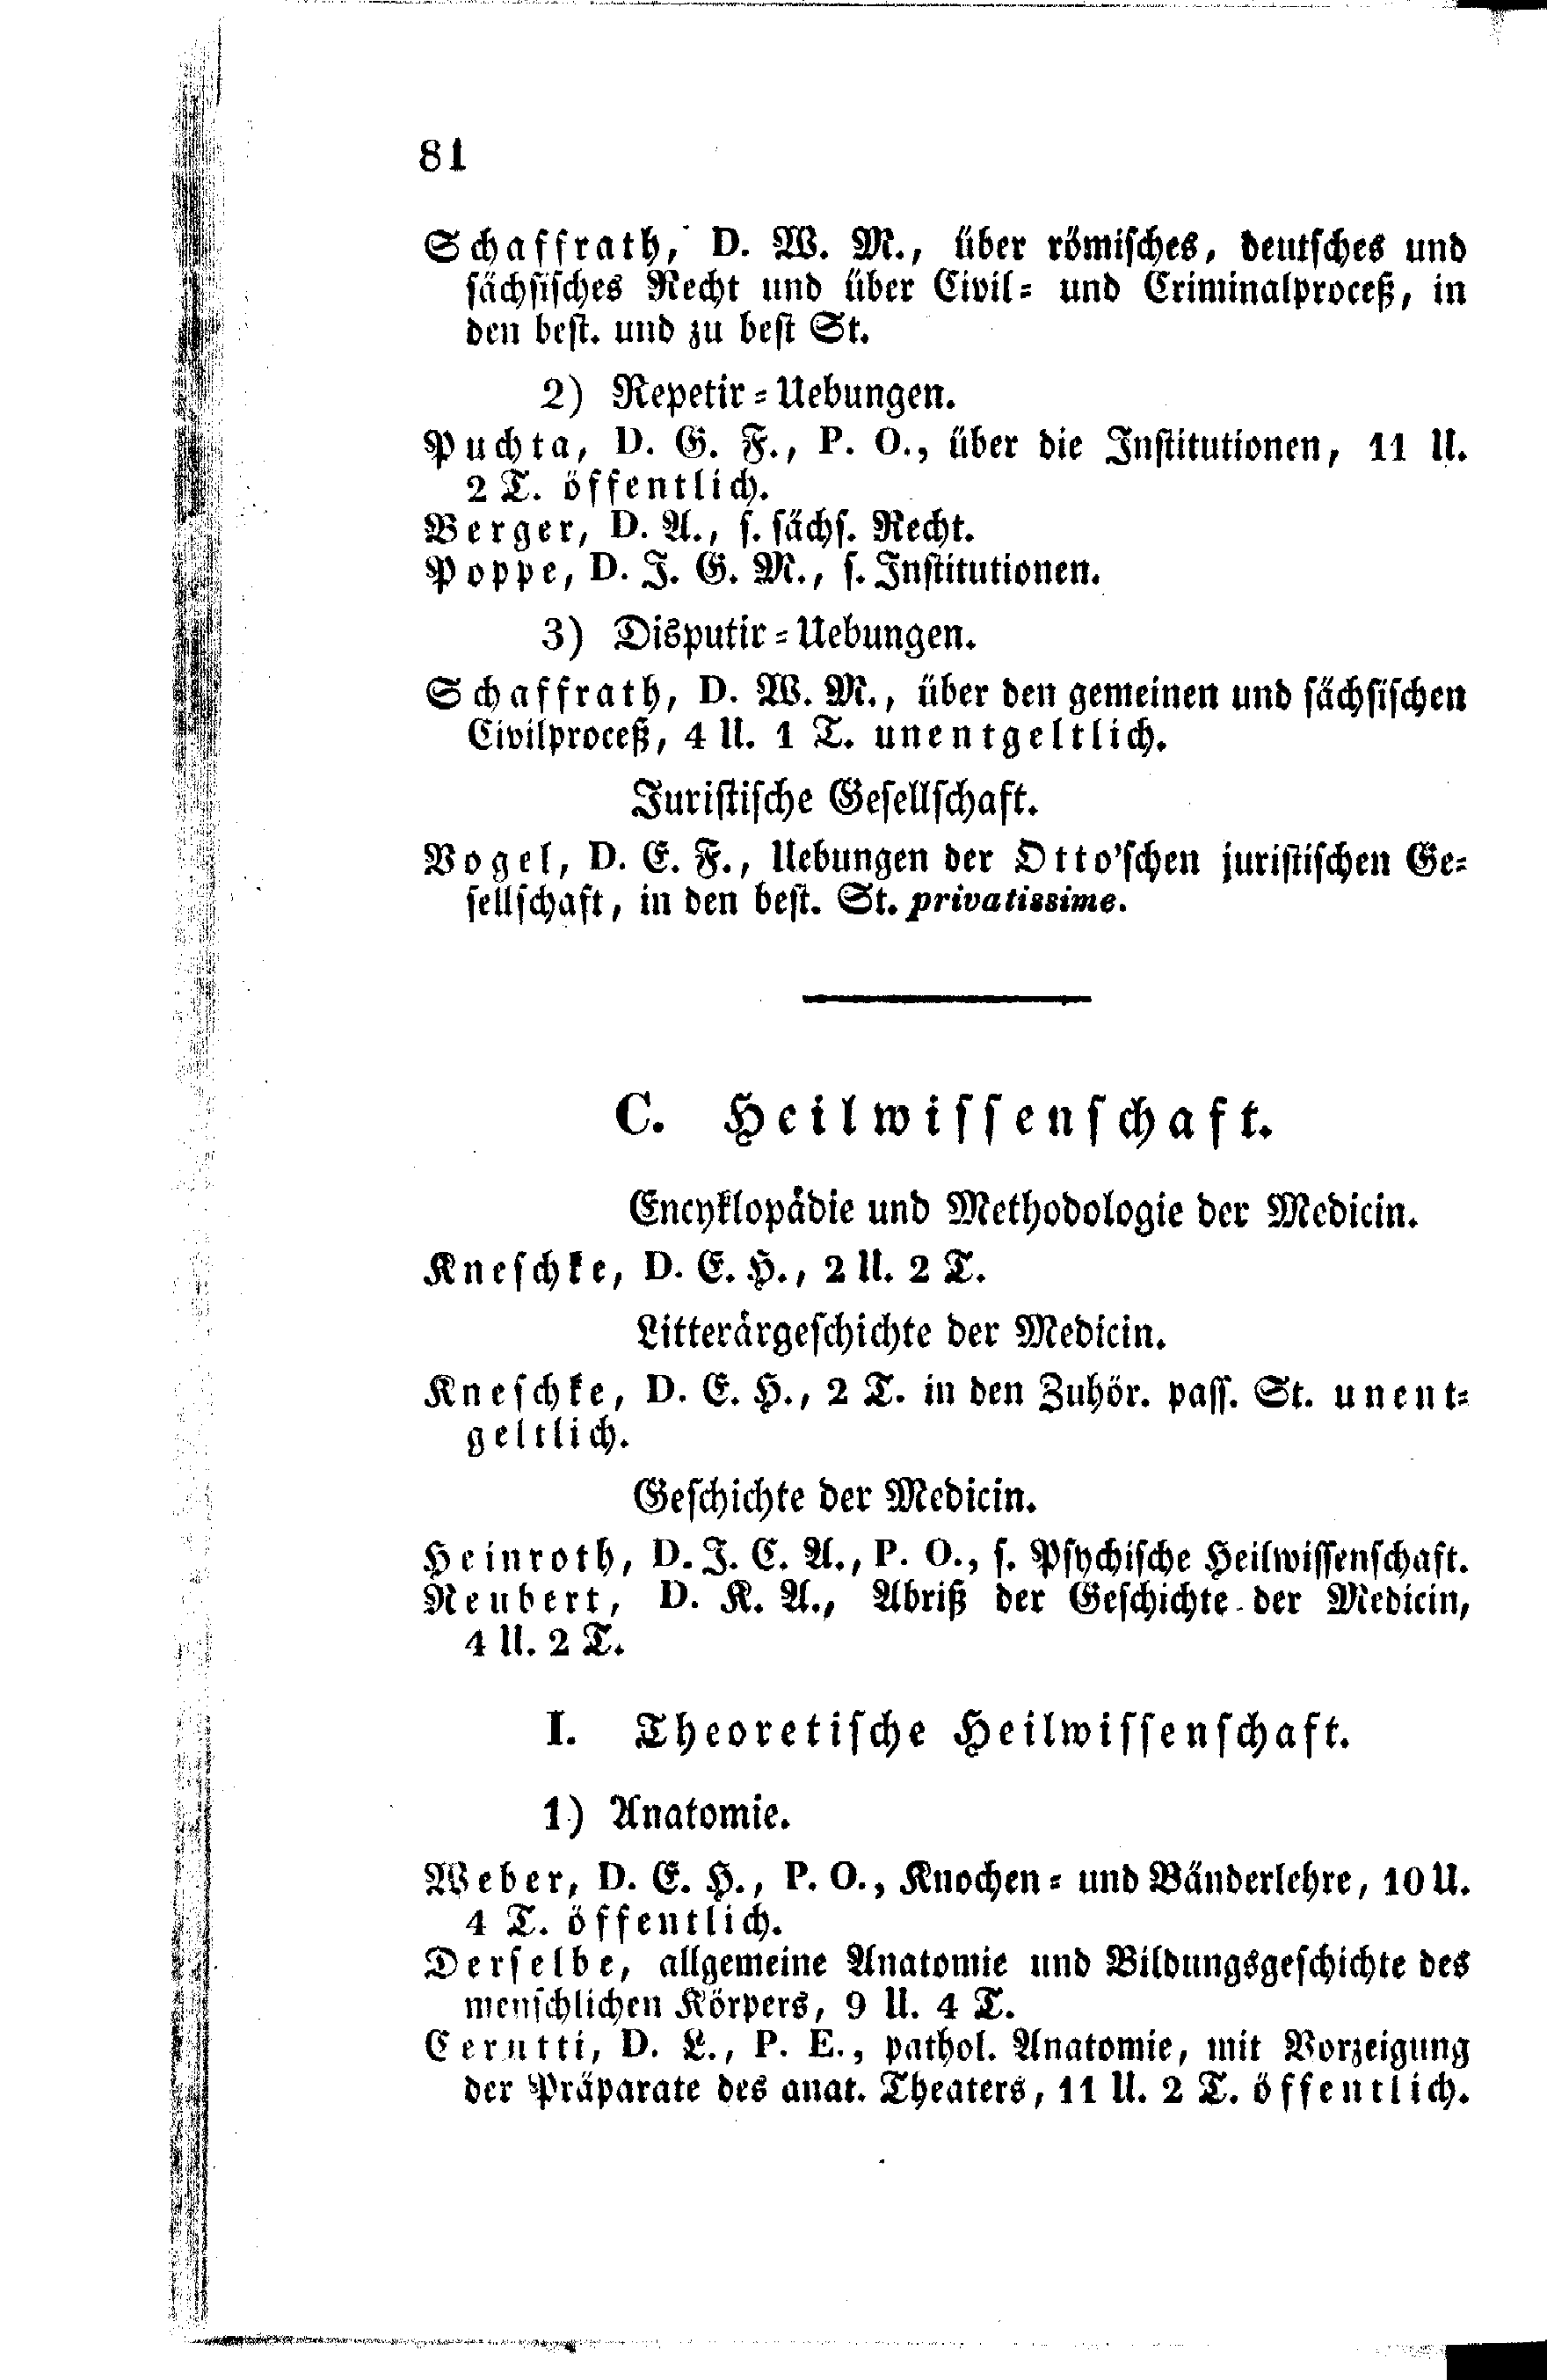 81
Schaffrath, D. W. M., über römisches, deutsches und
sächsisches Recht und über Civil- und Criminalproceß, in
den best. und zu best St.
2) Repetir-Uebungen.
Puchta, D. G. F., P. O., über die Institutionen, 11 U.
2 T. öffentlich.
Berger, D. A., s. sächs. Recht.
Poppe, D. J. G. M., s. Institutionen.
3) Disputir-Uebungen.
Schaffrath, D. W. M., über den gemeinen und sächsischen
Civilproceß, 4 U. 1 T. unentgeltlich.
Juristische Gesellschaft.
Vogel, D. E. F., Uebungen der Otto'schen juristischen Ge-
sellschaft, in den best. St. privatissime.
C. Heilwissenschaft.
Encyklopädie und Methodologie der Medicin.
Kneschke, D. E. H., 2 U. 2 T.
Litterärgeschichte der Medicin.
Kneschke, D. E. H., 2 T. in den Zuhör. pass. St. unent-
geltlich.
Geschichte der Medicin.
Heinroth, D. J. C. A., P. O., s. Psychische Heilwissenschaft.
Neubert, D. K. A., Abriß der Geschichte der Medicin,
4 U. 2 T.
I. Theoretische Heilwissenschaft.
1) Anatomie.
Weber, D. E. H., P. O., Knochen- und Bänderlehre, 10 U.
4 T. öffentlich.
Derselbe, allgemeine Anatomie und Bildungsgeschichte des
menschlichen Körpers, 9 U. 4 T.
Cerutti, D. L., P. E., pathol. Anatomie, mit Vorzeigung
der Präparate des anat. Theaters, 11 U. 2 T. öffentlich.